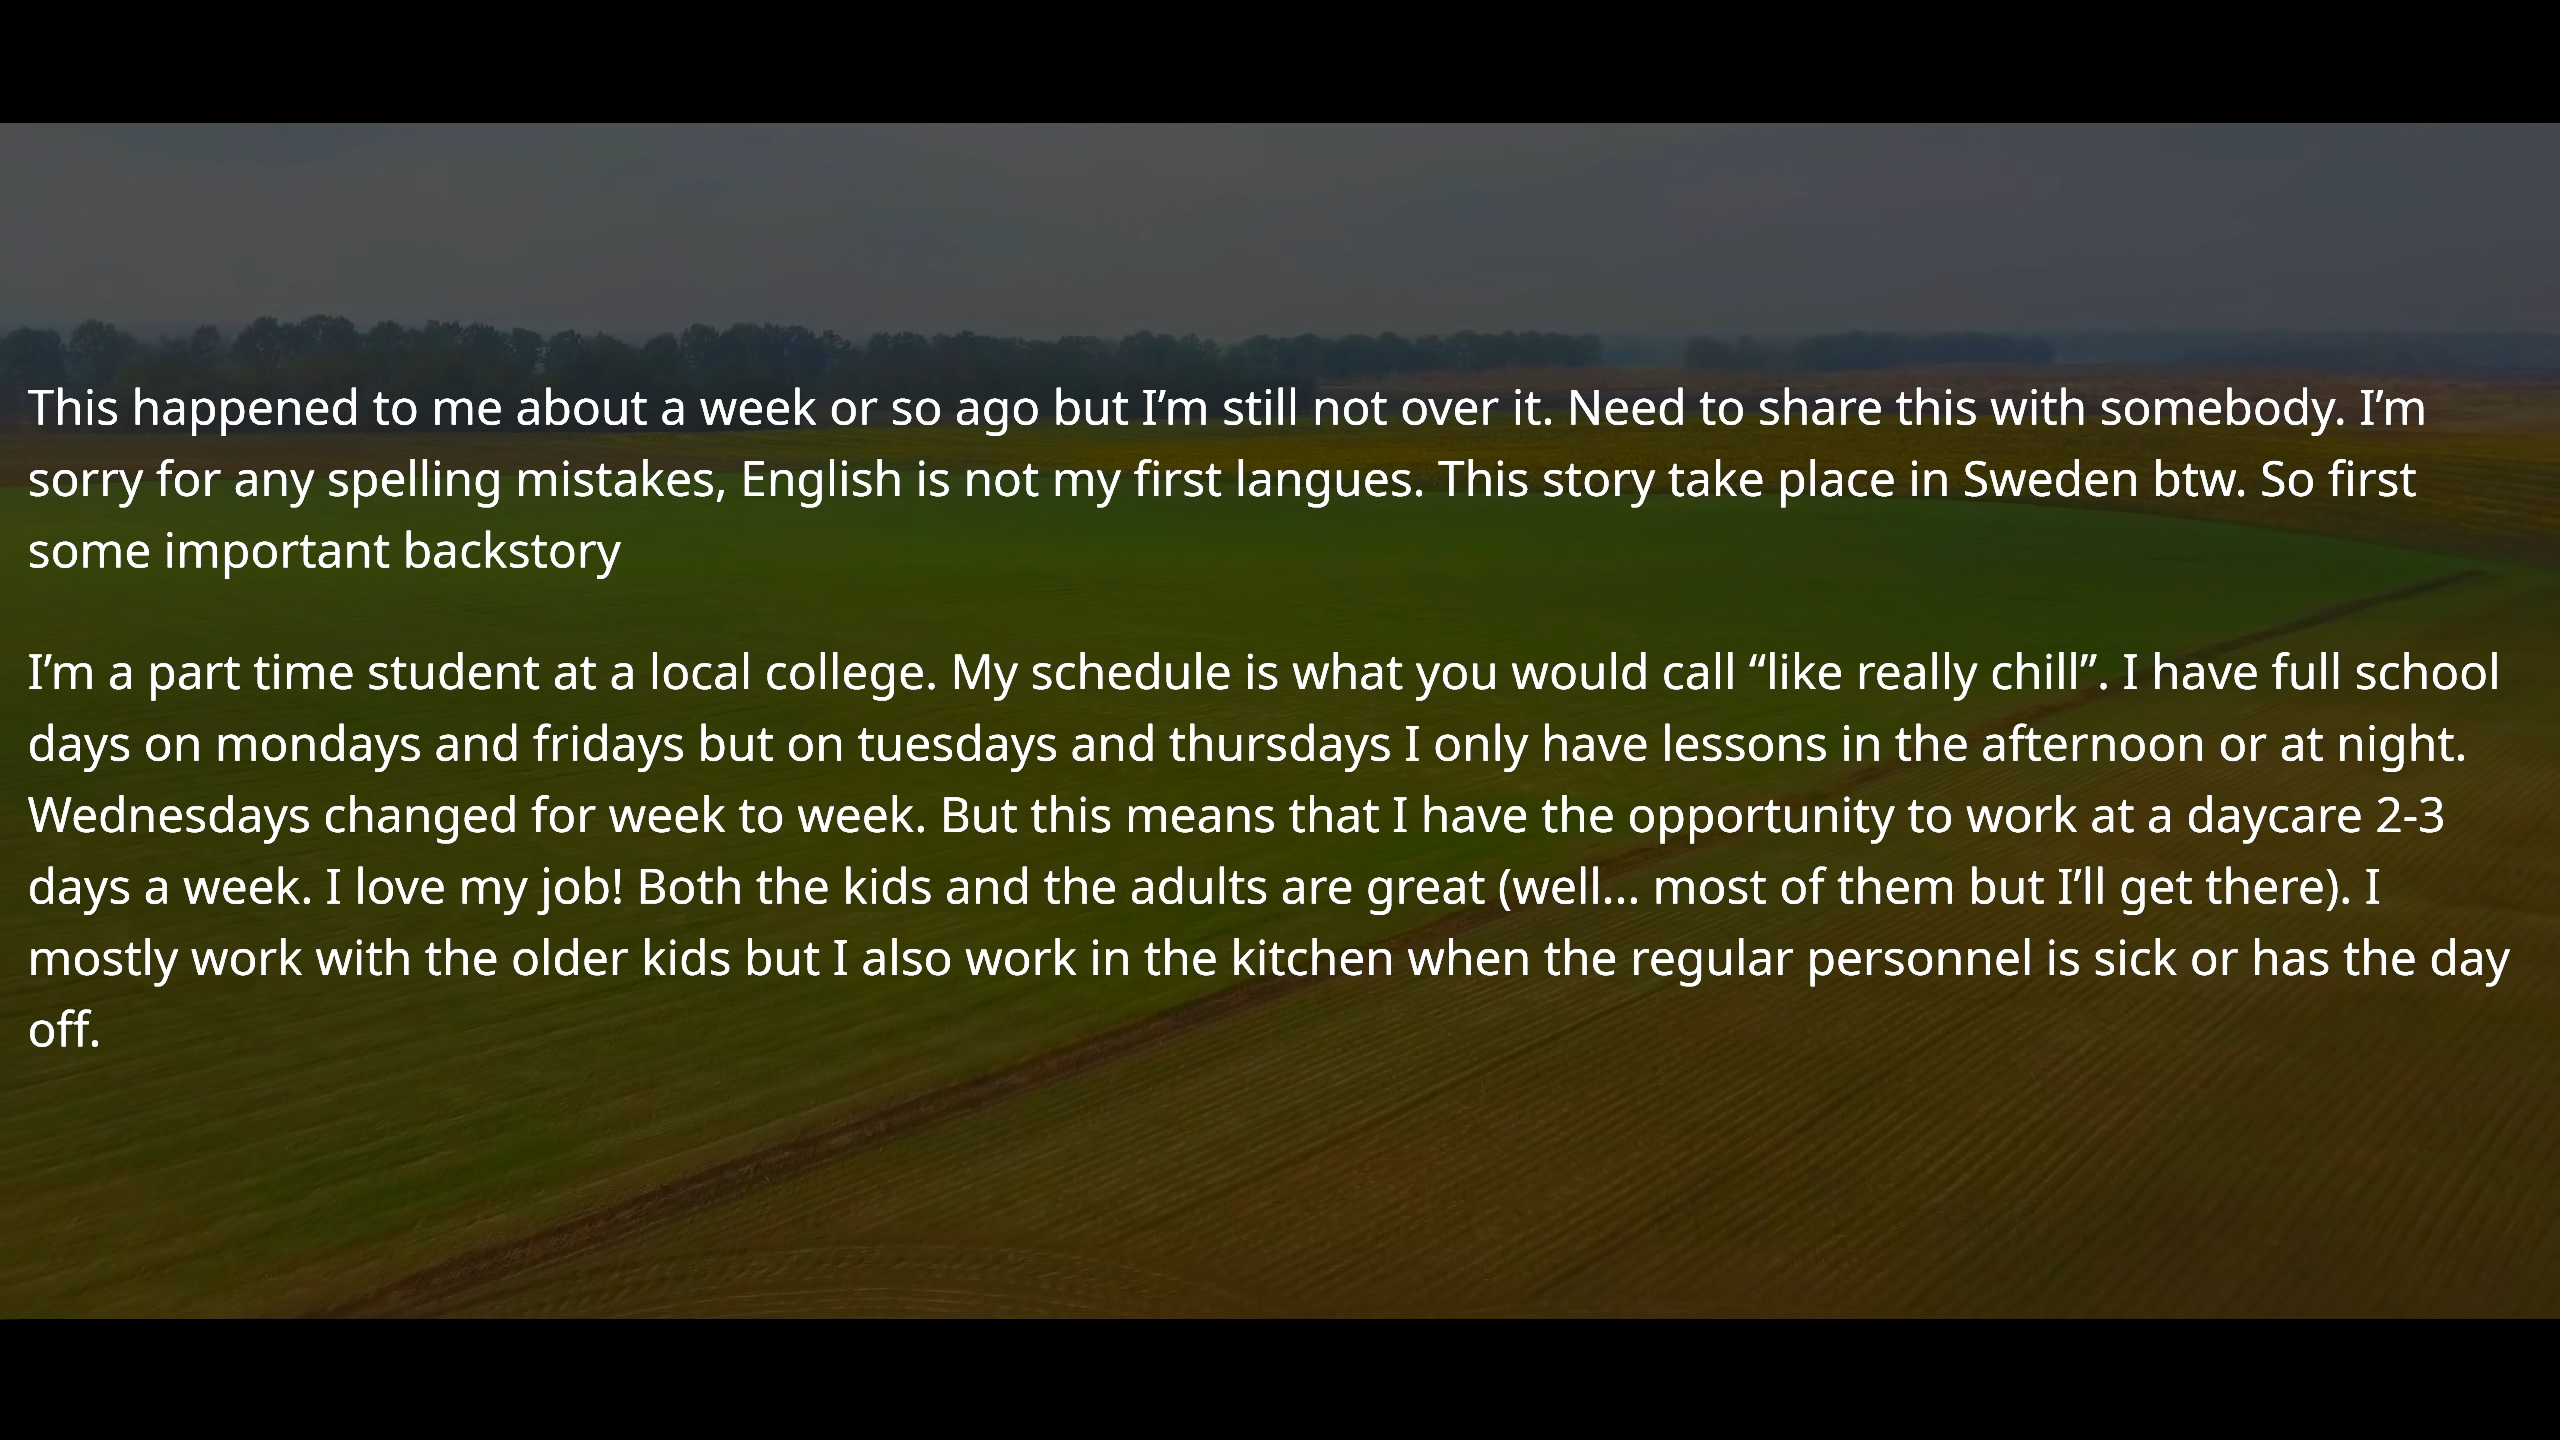 This happened to me about a week or so ago but I’m still not over it. Need to share this with somebody. I’m
sorry for any spelling mistakes, English is not my first langues. This story take place in Sweden btw. So first
some important backstory
I’m a part time student at a local college. My schedule is what you would call “like really chill”. I have full school
days on mondays and fridays but on tuesdays and thursdays I only have lessons in the afternoon or at night.
Wednesdays changed for week to week. But this means that I have the opportunity to work at a daycare 2-3
days a week. I love my job! Both the kids and the adults are great (well... most of them but I’ll get there). I
mostly work with the older kids but I also work in the kitchen when the regular personnel is sick or has the day
off.